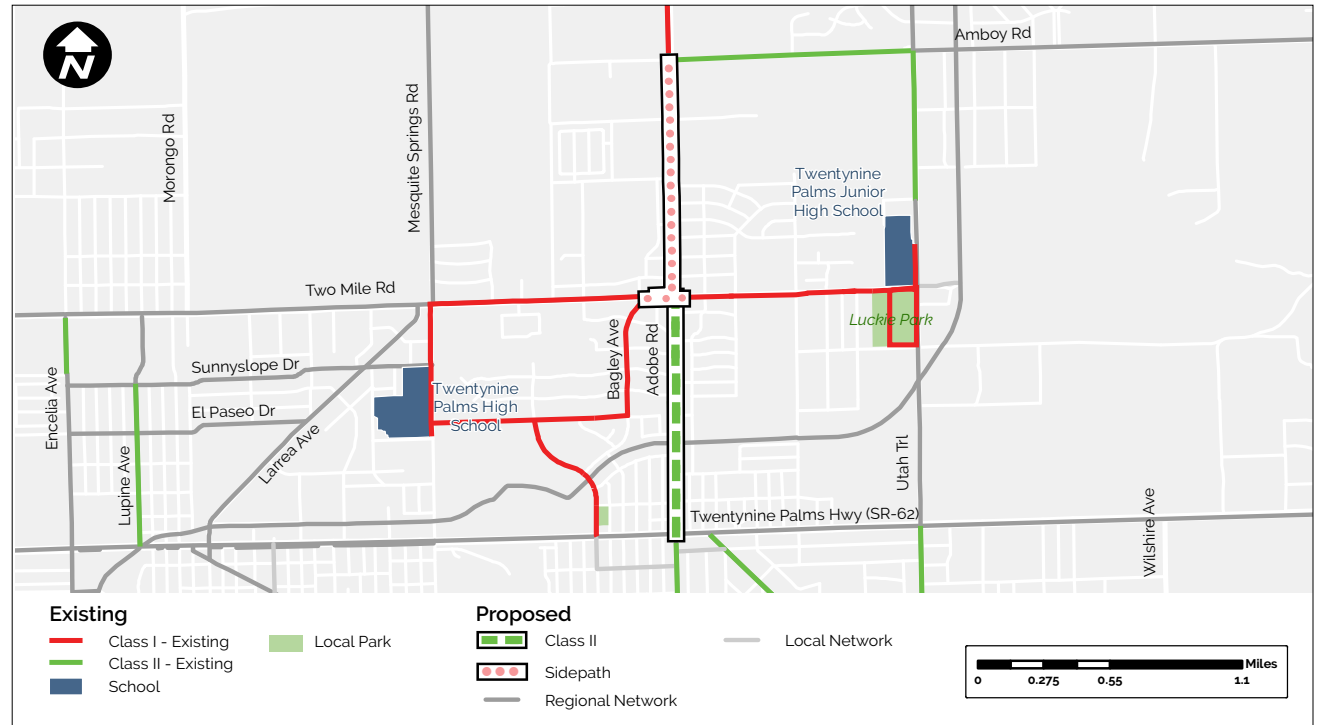 N
Amboy Rd
Morongo Rd
Mesquite Springs Rd
Twentynine
Palms Junior
High School
Two Mile Rd
Luckie Park
Bagley Ave
Adobe Rd
Sunnyslope Dr
Encelia Ave
Twentynine
Palms High
School
El Paseo Dr
Larrea Ave
Lupine Ave
Utah Trl
Twentynine Palms Hwy (SR-62)
Wilshire Ave
Existing
Class I - Existing
Class II - Existing
School
Local Park
Proposed
Class II
Sidepath
Regional Network
Local Network
Miles
0 0.275 0.55 1.1